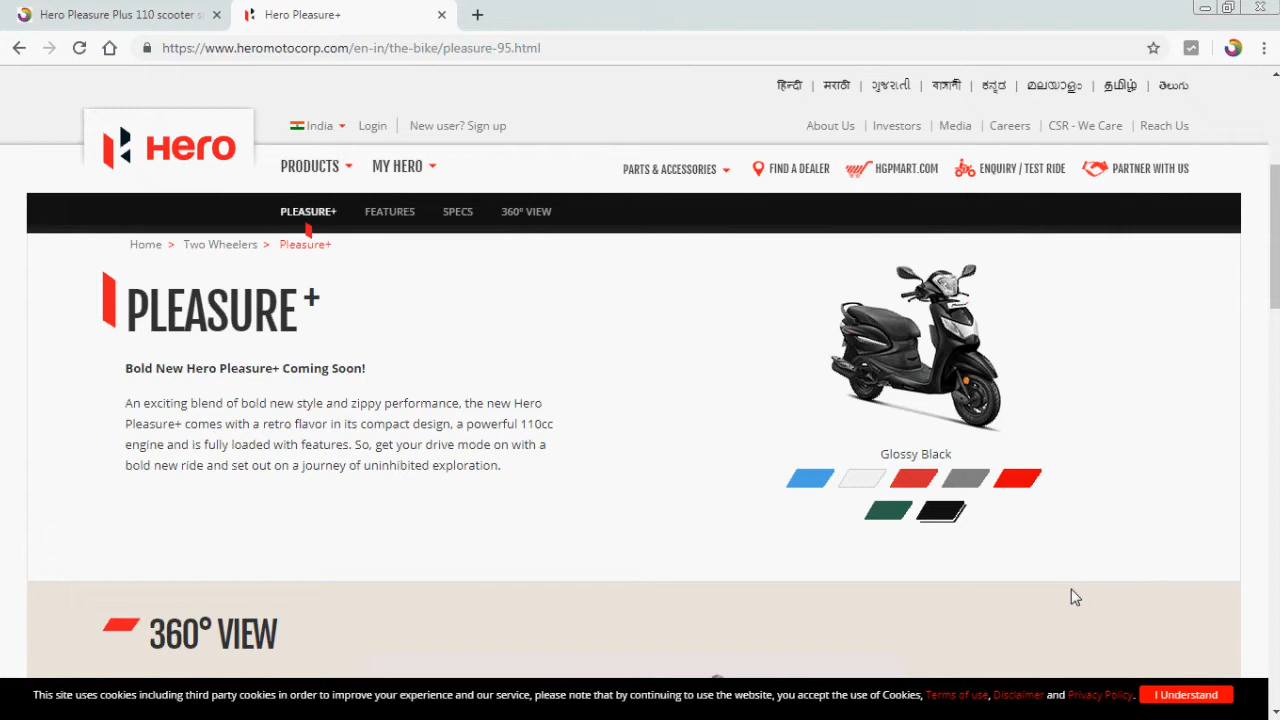 Hero Pleasure Plus 110 scooter s
Hero Pleasure+
https://www.heromotocorp.com/en-in/the-bike/pleasure-95.html
हिन्दी | मराठी | ગુજરાતી | বাঙ্গালী | ಕನ್ನಡ | മലയാളം | தமிழ் | తెలుగు
Hero
India
Login
New user? Sign up
About Us | Investors | Media | Careers | CSR - We Care | Reach Us
PRODUCTS
MY HERO
PARTS & ACCESSORIES
FIND A DEALER
HGPMART.COM
ENQUIRY / TEST RIDE
PARTNER WITH US
PLEASURE+
FEATURES
SPECS
360° VIEW
Home > Two Wheelers > Pleasure+
PLEASURE+
Bold New Hero Pleasure+ Coming Soon!
An exciting blend of bold new style and zippy performance, the new Hero
Pleasure+ comes with a retro flavor in its compact design, a powerful 110cc
engine and is fully loaded with features. So, get your drive mode on with a
bold new ride and set out on a journey of uninhibited exploration.
Glossy Black
360° VIEW
This site uses cookies including third party cookies in order to improve your experience and our service, please note that by continuing to use the website, you accept the use of Cookies, Terms of use, Disclaimer and Privacy Policy.
I Understand